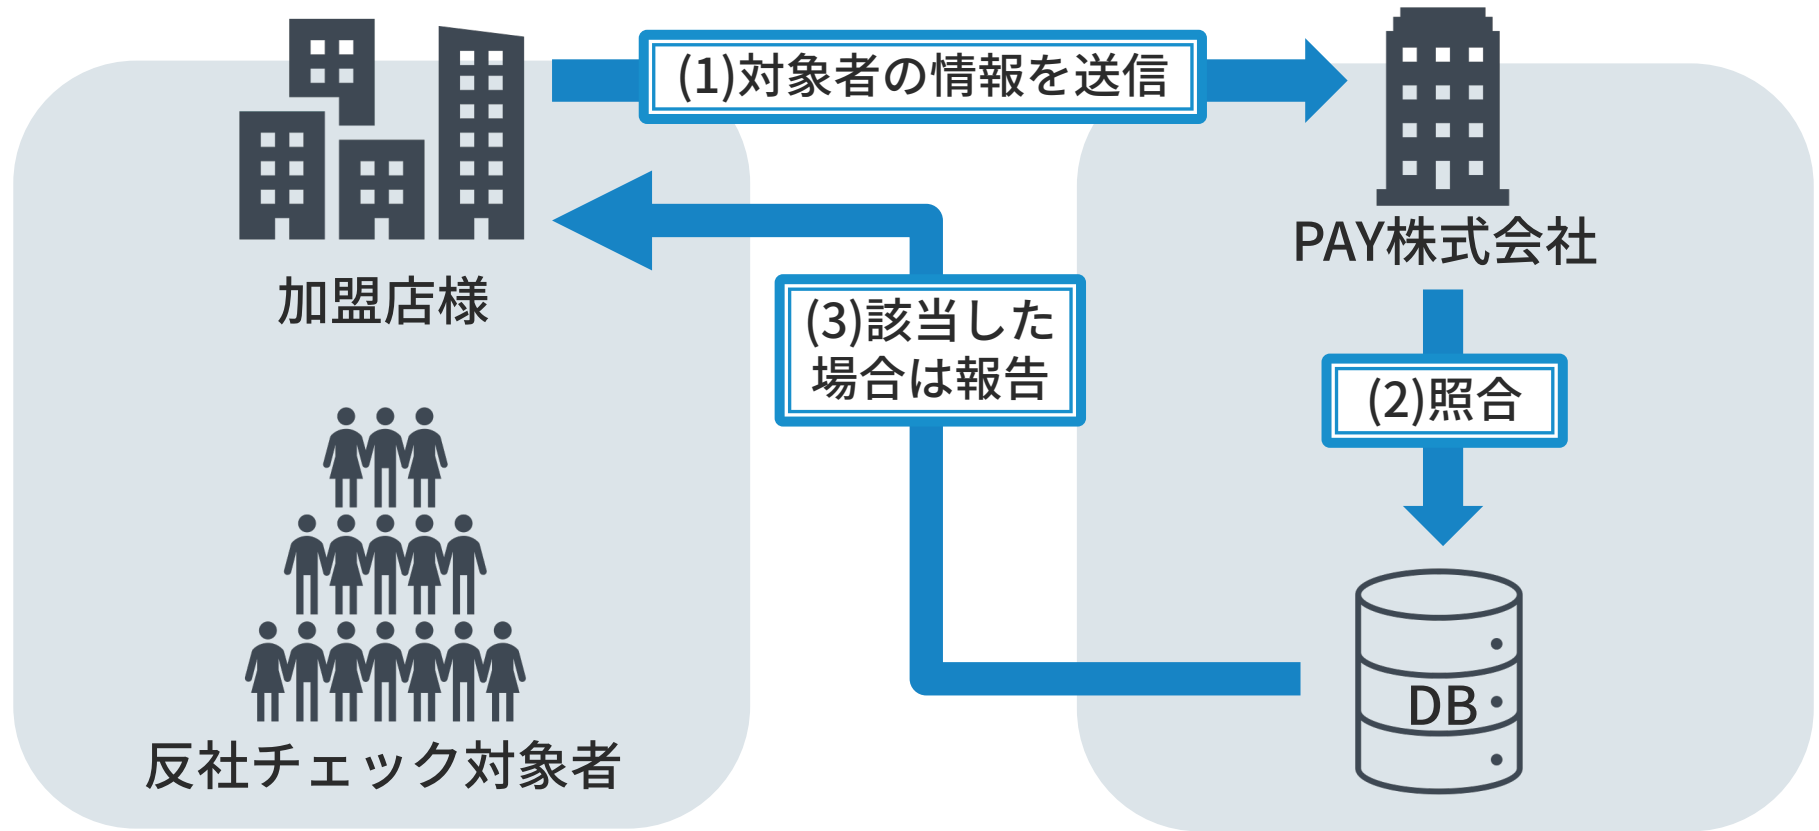 (1)対象者の情報を送信
PAY株式会社
加盟店様
(3)該当した
場合は報告
(2)照合
DB
反社チェック対象者